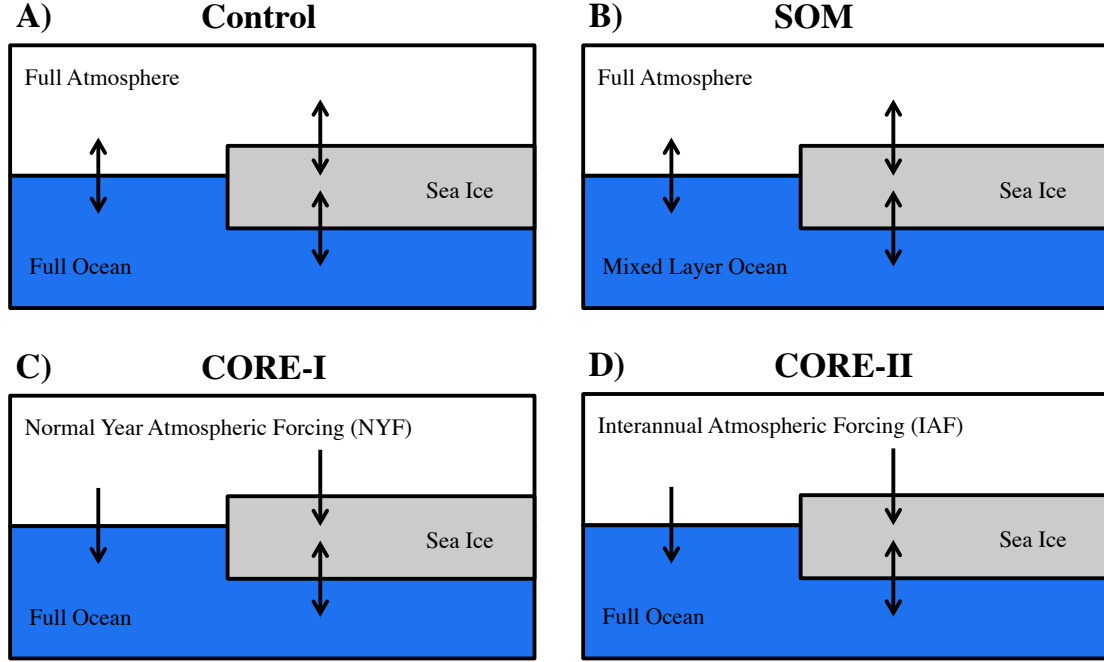 A) Control
Full Atmosphere
Sea Ice
Full Ocean
B) SOM
Full Atmosphere
Sea Ice
Mixed Layer Ocean
C) CORE-I
Normal Year Atmospheric Forcing (NYF)
Sea Ice
Full Ocean
D) CORE-II
Interannual Atmospheric Forcing (IAF)
Sea Ice
Full Ocean